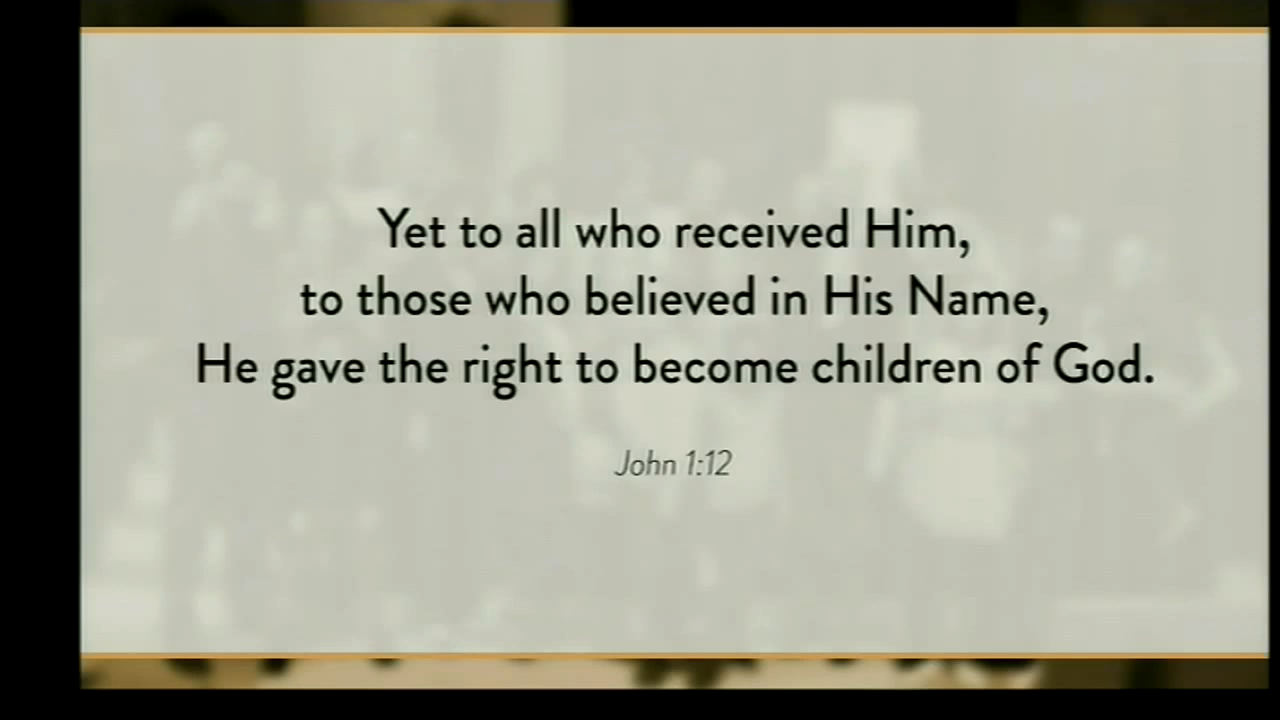 Yet to all who received Him,
to those who believed in His Name,
He gave the right to become children of God.
John 1:12